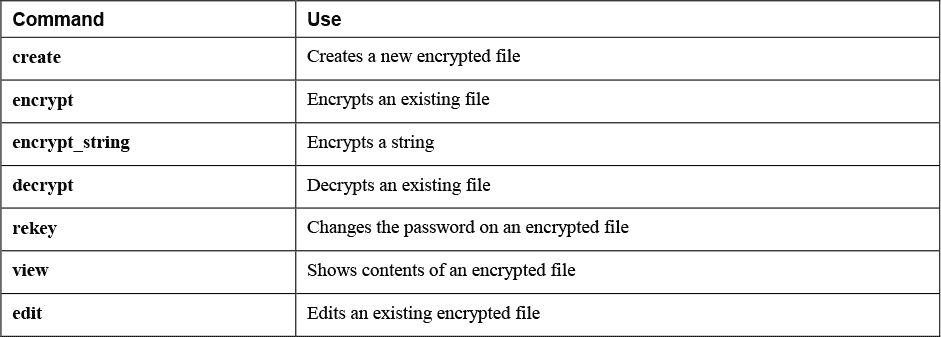 Command Use
create Creates a new encrypted file
encrypt Encrypts an existing file
encrypt_string Encrypts a string
decrypt Decrypts an existing file
rekey Changes the password on an encrypted file
view Shows contents of an encrypted file
edit Edits an existing encrypted file